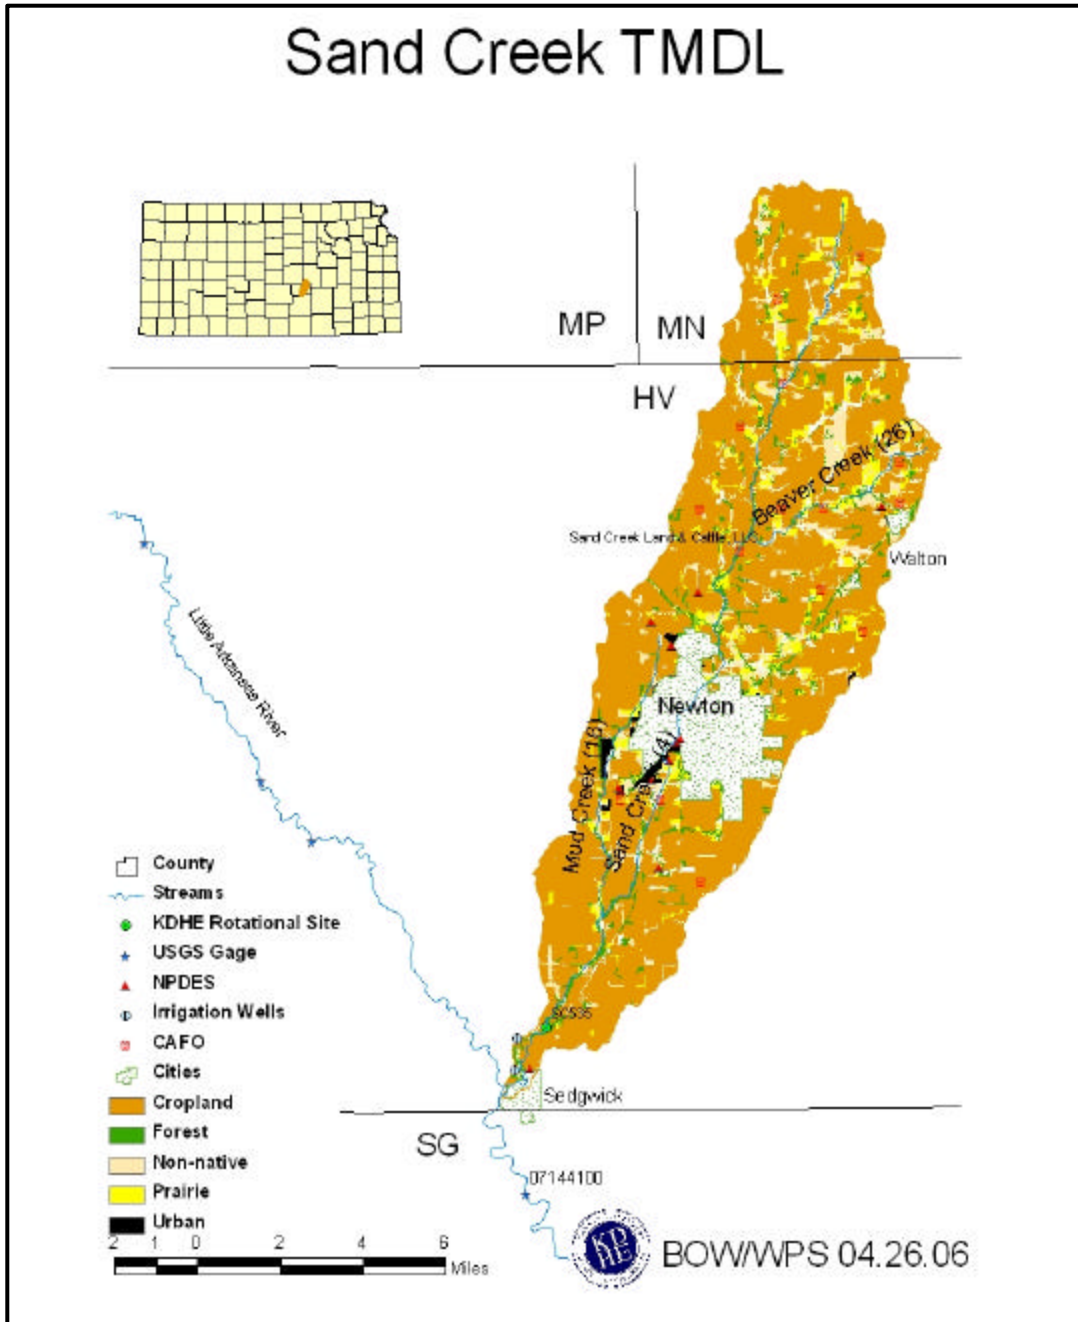 Sand Creek TMDL
MP
MN
HV
Beaver Creek (26)
Sand Creek Land & Cattle, LLC
Walton
Little Arkansas River
Newton
Mud Creek (16)
Sand Creek (4)
County
Streams
KDHE Rotational Site
USGS Gage
NPDES
Irrigation Wells
CAFO
Cities
Cropland
Forest
Non-native
Prairie
Urban
SC535
Sedgwick
SG
07144100
2 1 0 2 4 6
Miles
KDHE
BOW/WPS 04.26.06